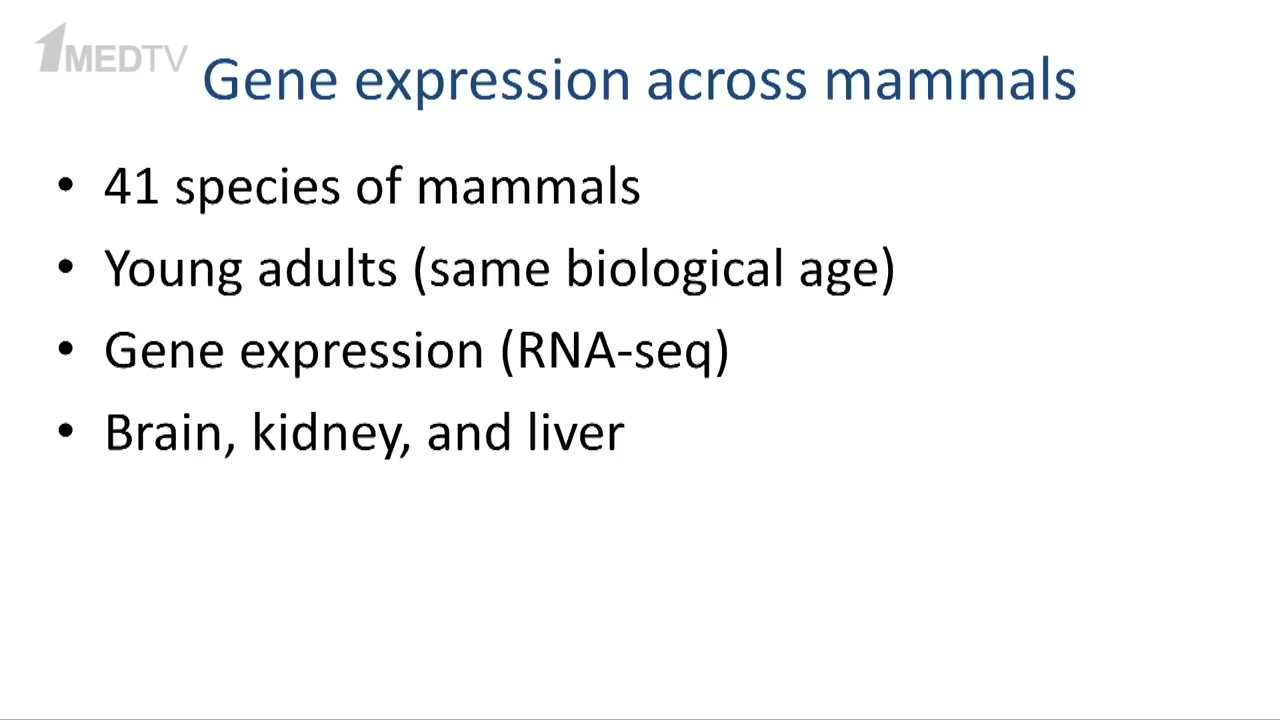 1MEDTV
Gene expression across mammals
• 41 species of mammals
• Young adults (same biological age)
• Gene expression (RNA-seq)
• Brain, kidney, and liver